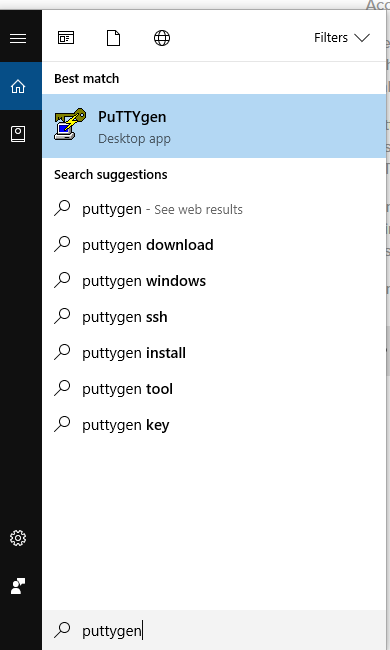 Acco
Filters
Best match
PuTTYgen
Desktop app
Search suggestions
puttygen - See web results
puttygen download
puttygen windows
puttygen ssh
puttygen install
puttygen tool
puttygen key
puttygen